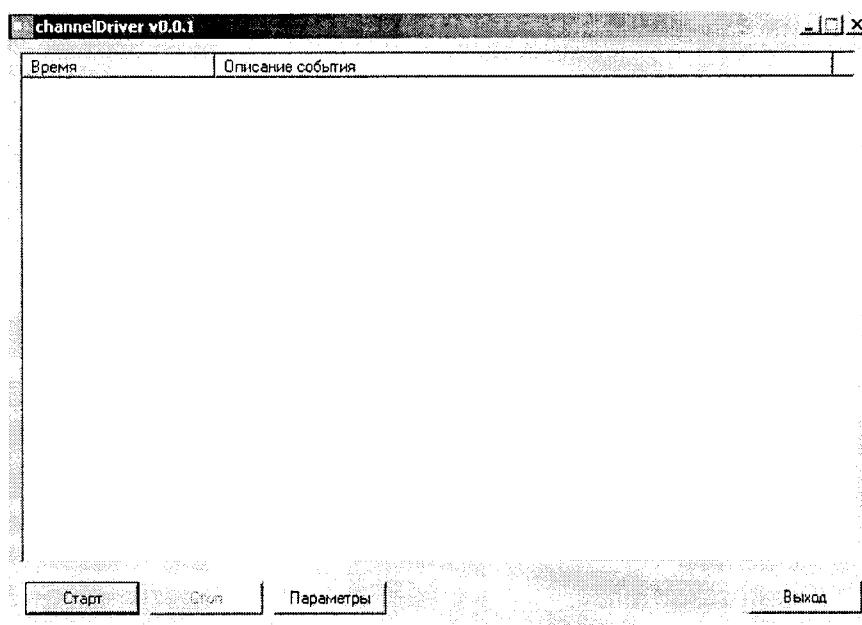 channelDriver v0.0.1
Время Описание события
Старт Стоп Параметры Выход